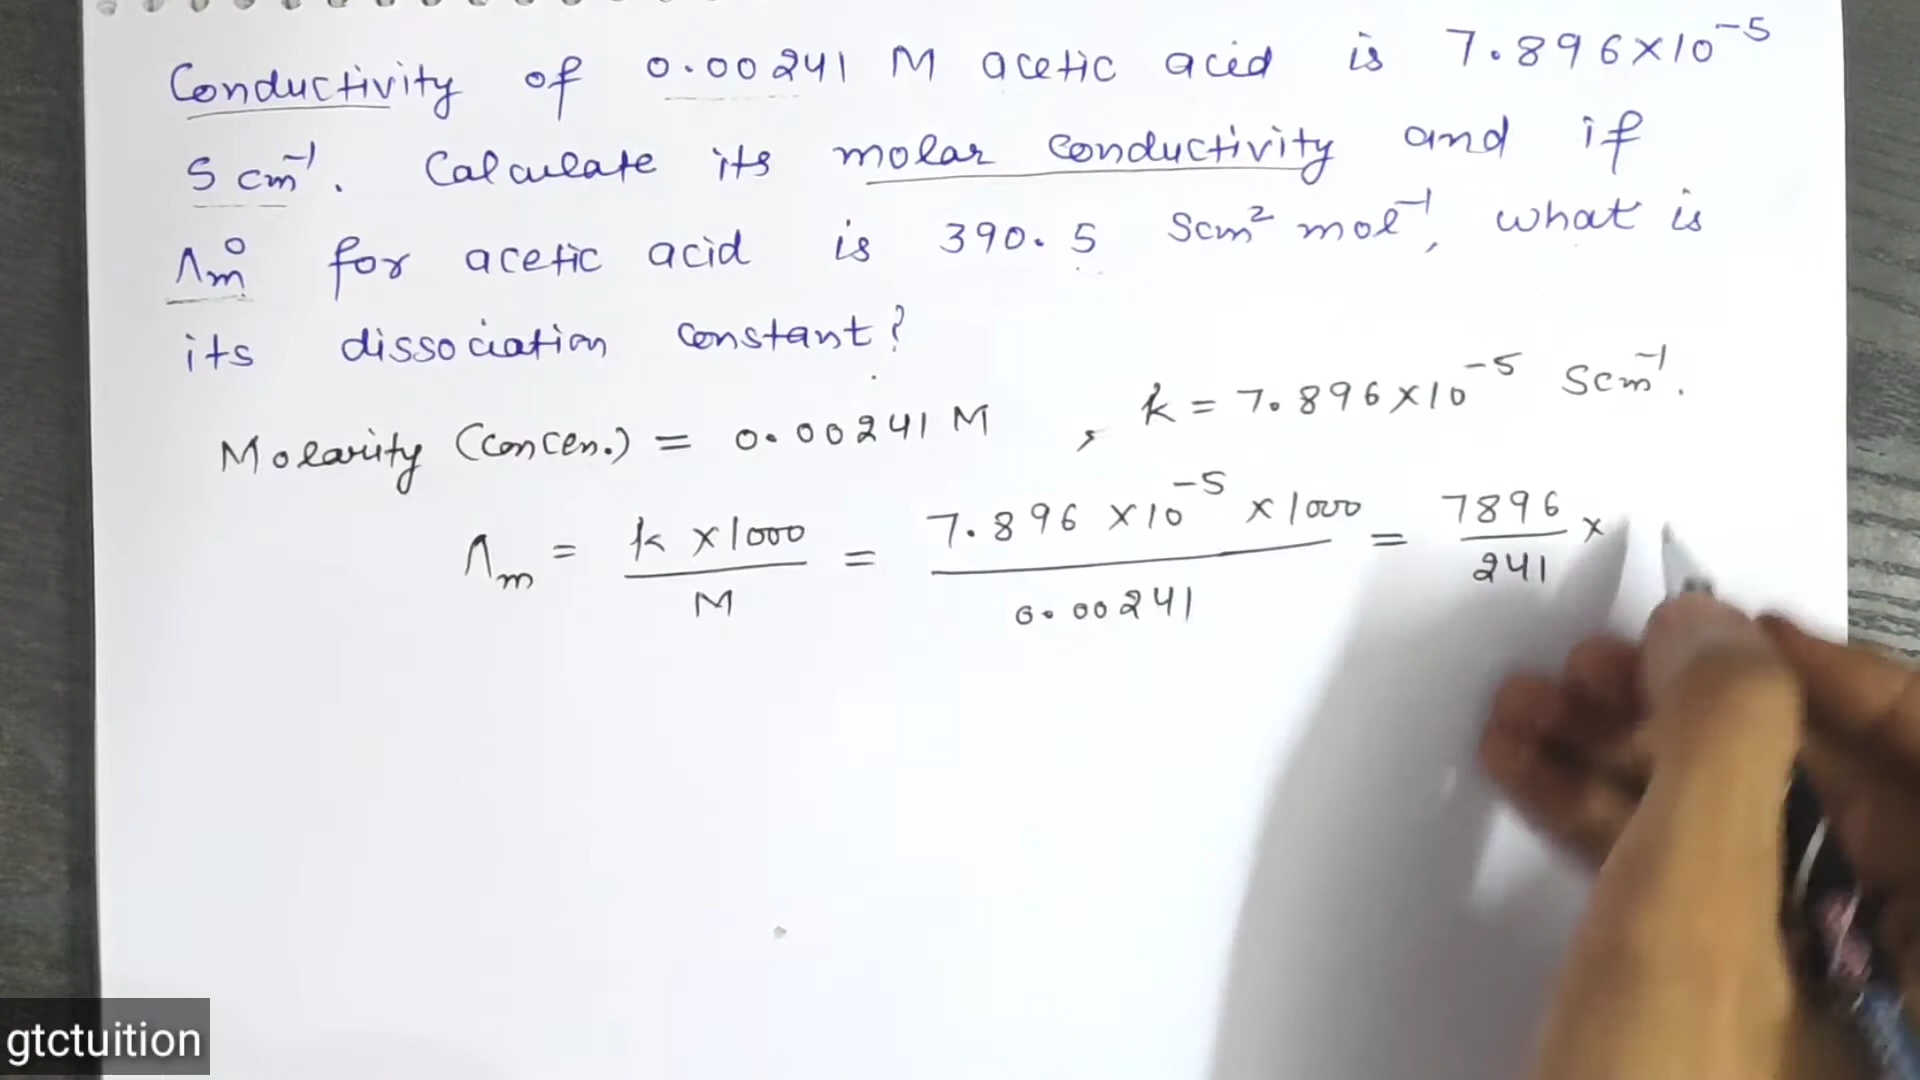 Conductivity of 0.00241 M acetic acid is 7.896×10⁻⁵
S cm⁻¹. Calculate its molar conductivity and if
Λm⁰ for acetic acid is 390.5 Scm² mol⁻¹, what is
its dissociation constant?
Molarity (concen.) = 0.00241 M , k = 7.896×10⁻⁵ Scm⁻¹.
Λm = k×1000/M = 7.896×10⁻⁵×1000/0.00241 = 7896/241 ×
gtctuition